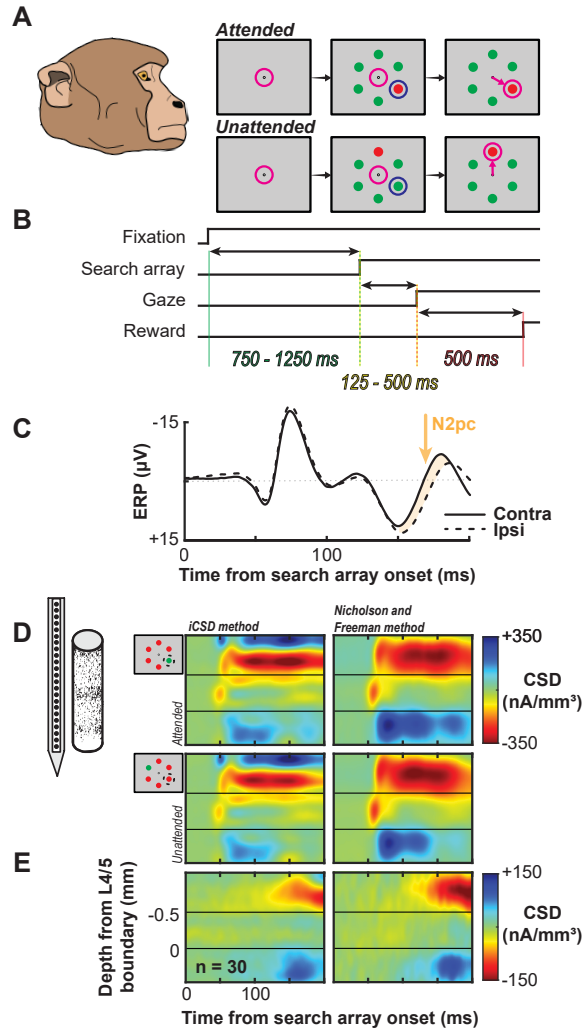 A
Attended
Unattended
B
Fixation
Search array
Gaze
Reward
750 - 1250 ms
500 ms
125 - 500 ms
C
-15
ERP (µV)
+15
N2pc
Contra
Ipsi
0
100
Time from search array onset (ms)
iCSD method
Nicholson and
Freeman method
D
Attended
+350
CSD
(nA/mm³)
-350
Unattended
E
Depth from L4/5
boundary (mm)
-0.5
0
n = 30
+150
CSD
(nA/mm³)
-150
0
100
Time from search array onset (ms)